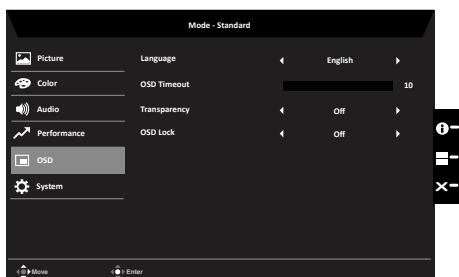 Mode - Standard
Picture
Language
English
Color
OSD Timeout
10
Audio
Transparency
Off
Performance
OSD Lock
Off
OSD
System
Move
Enter